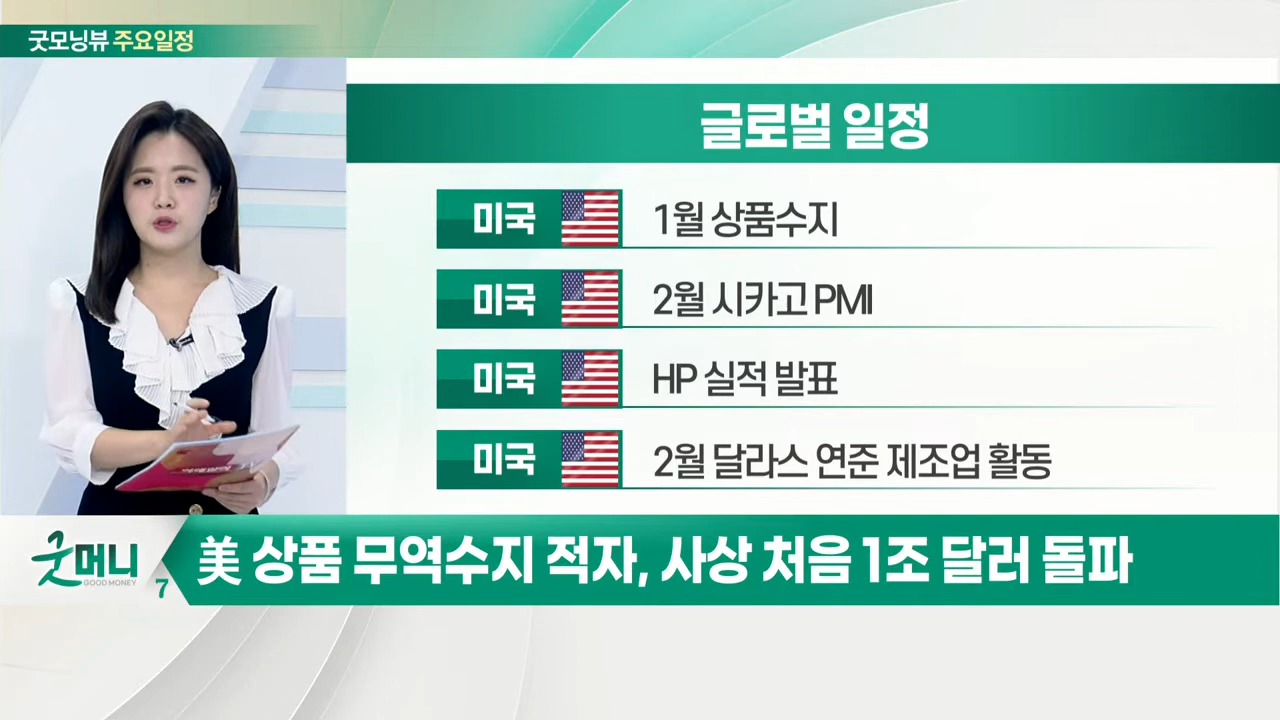 굿모닝뷰 주요일정
글로벌 일정
미국 1월 상품수지
미국 2월 시카고 PMI
미국 HP 실적 발표
미국 2월 달라스 연준 제조업 활동
굿머니
GOOD MONEY
7
美 상품 무역수지 적자, 사상 처음 1조 달러 돌파